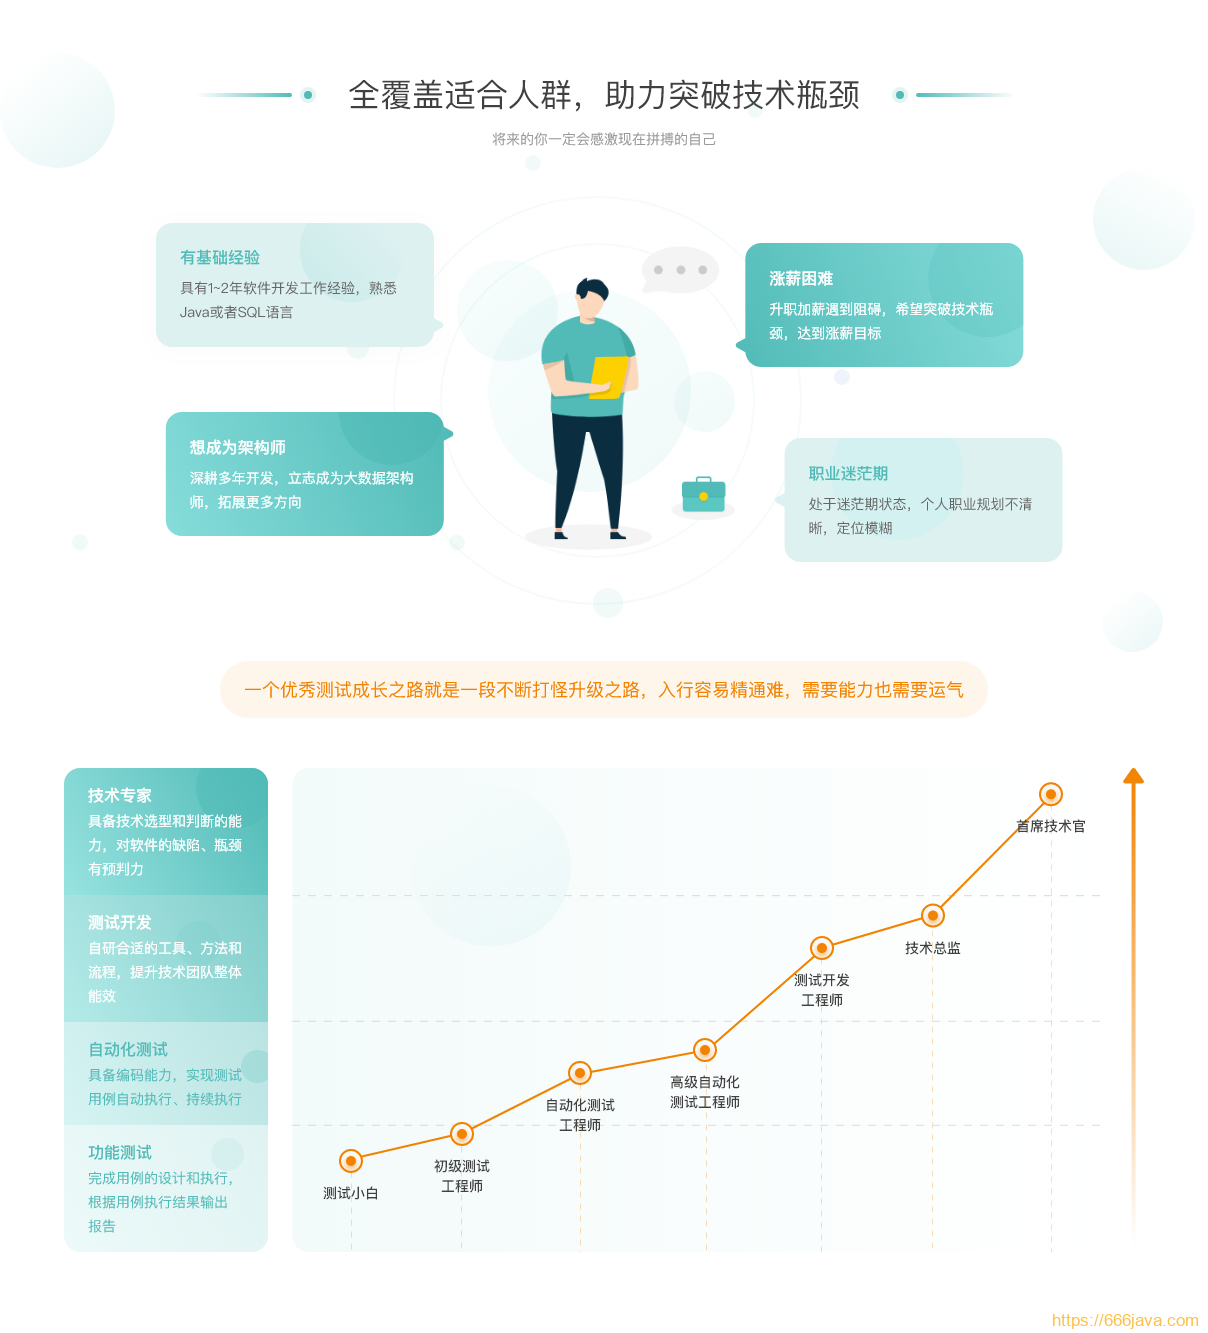 全覆盖适合人群，助力突破技术瓶颈
将来的你一定会感激现在拼搏的自己
有基础经验
具有1~2年软件开发工作经验，熟悉
Java或者SQL语言
涨薪困难
升职加薪遇到阻碍，希望突破技术瓶
颈，达到涨薪目标
想成为架构师
深耕多年开发，立志成为大数据架构
师，拓展更多方向
职业迷茫期
处于迷茫期状态，个人职业规划不清
晰，定位模糊
一个优秀测试成长之路就是一段不断打怪升级之路，入行容易精通难，需要能力也需要运气
技术专家
具备技术选型和判断的能
力，对软件的缺陷、瓶颈
有预判力
测试开发
自研合适的工具、方法和
流程，提升技术团队整体
能效
自动化测试
具备编码能力，实现测试
用例自动执行、持续执行
功能测试
完成用例的设计和执行，
根据用例执行结果输出
报告
测试小白
初级测试
工程师
自动化测试
工程师
高级自动化
测试工程师
测试开发
工程师
技术总监
首席技术官
https://666java.com